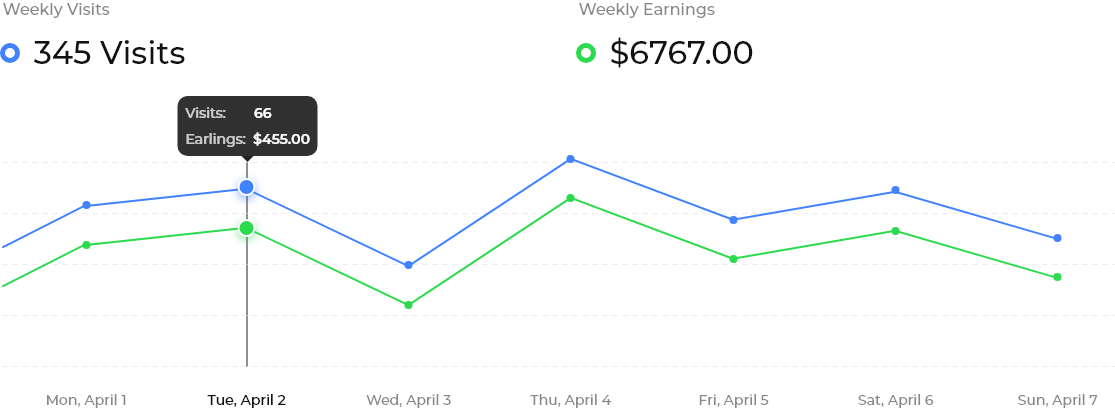 Weekly Visits
Weekly Earnings
345 Visits
$6767.00
Visits: 66
Earlings: $455.00
Mon, April 1
Tue, April 2
Wed, April 3
Thu, April 4
Fri, April 5
Sat, April 6
Sun, April 7